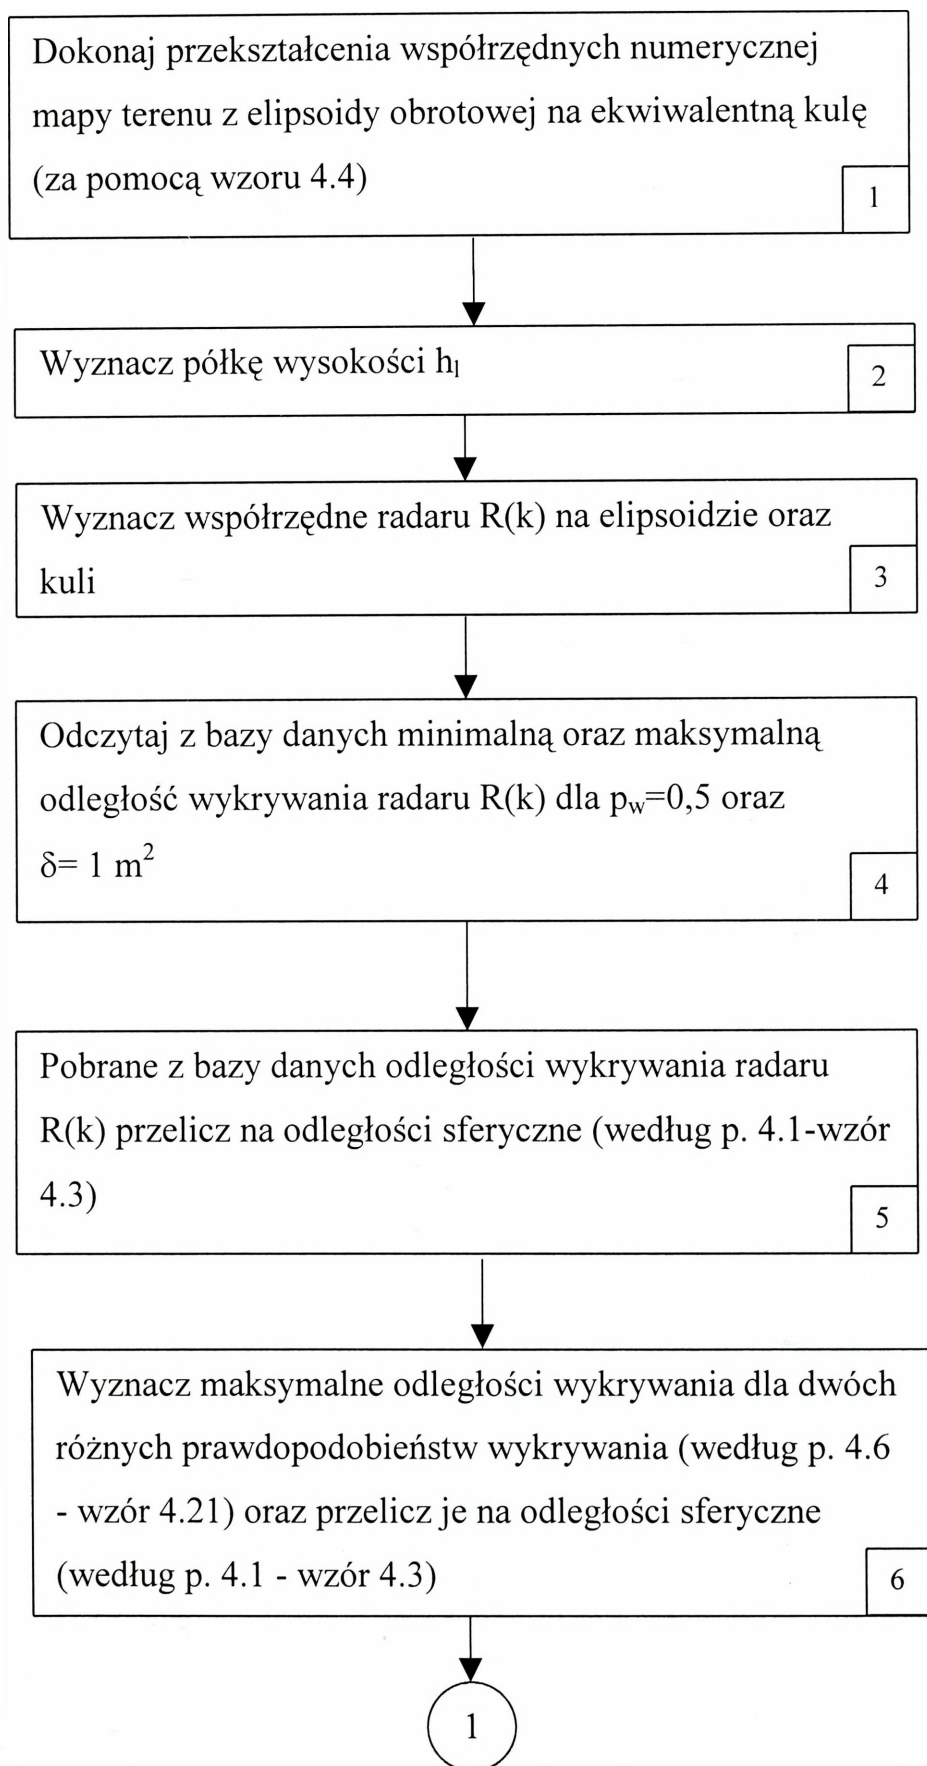 Dokonaj przekształcenia współrzędnych numerycznej
mapy terenu z elipsoidy obrotowej na ekwiwalentną kulę
(za pomocą wzoru 4.4)
1
Wyznacz półkę wysokości hₗ
2
Wyznacz współrzędne radaru R(k) na elipsoidzie oraz
kuli
3
Odczytaj z bazy danych minimalną oraz maksymalną
odległość wykrywania radaru R(k) dla p_w=0,5 oraz
δ= 1 m²
4
Pobrane z bazy danych odległości wykrywania radaru
R(k) przelicz na odległości sferyczne (według p. 4.1-wzór
4.3)
5
Wyznacz maksymalne odległości wykrywania dla dwóch
różnych prawdopodobieństw wykrywania (według p. 4.6
- wzór 4.21) oraz przelicz je na odległości sferyczne
(według p. 4.1 - wzór 4.3)
6
1